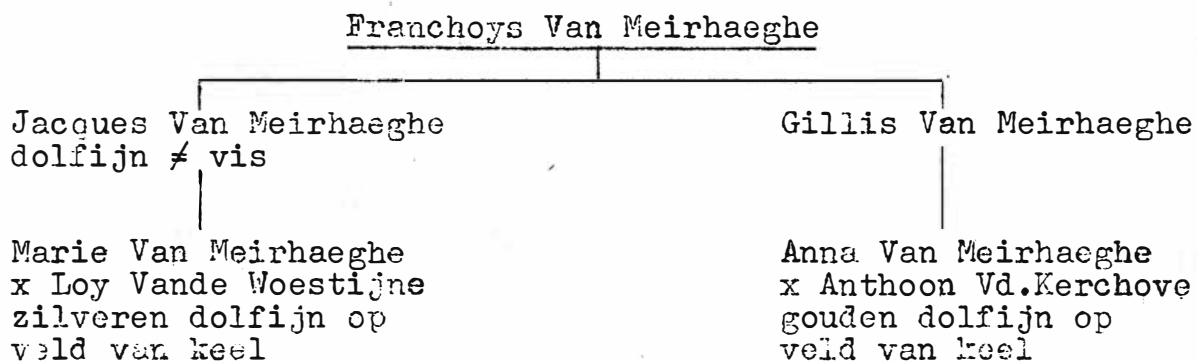 Franchoys Van Meirhaeghe
Jacques Van Meirhaeghe
dolfijn ≠ vis
Gillis Van Meirhaeghe
Marie Van Meirhaeghe
x Loy Vande Woestijne
zilveren dolfijn op
veld van keel
Anna Van Meirhaeghe
x Anthoon Vd.Kerchove
gouden dolfijn op
veld van keel